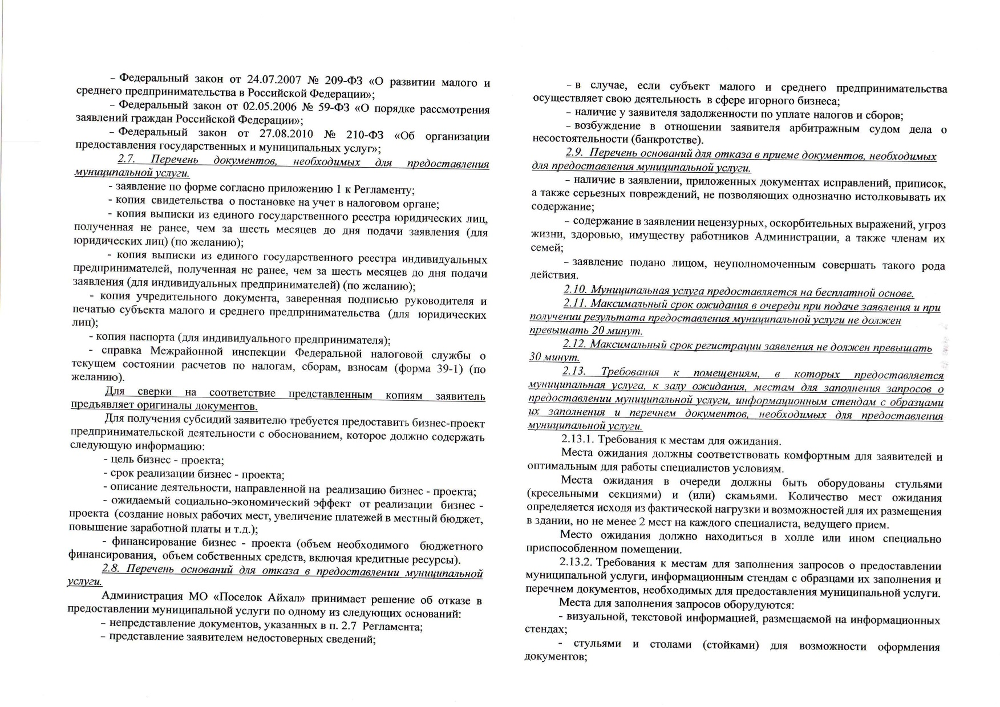 – Федеральный закон от 24.07.2007 № 209-ФЗ «О развитии малого и
среднего предпринимательства в Российской Федерации»;
– Федеральный закон от 02.05.2006 № 59-ФЗ «О порядке рассмотрения
заявлений граждан Российской Федерации»;
– Федеральный закон от 27.08.2010 № 210-ФЗ «Об организации
предоставления государственных и муниципальных услуг»;
2.7. Перечень документов, необходимых для предоставления
муниципальной услуги.
- заявление по форме согласно приложению 1 к Регламенту;
- копия свидетельства о постановке на учет в налоговом органе;
- копия выписки из единого государственного реестра юридических лиц,
полученная не ранее, чем за шесть месяцев до дня подачи заявления (для
юридических лиц) (по желанию);
- копия выписки из единого государственного реестра индивидуальных
предпринимателей, полученная не ранее, чем за шесть месяцев до дня подачи
заявления (для индивидуальных предпринимателей) (по желанию);
- копия учредительного документа, заверенная подписью руководителя и
печатью субъекта малого и среднего предпринимательства (для юридических
лиц);
- копия паспорта (для индивидуального предпринимателя);
- справка Межрайонной инспекции Федеральной налоговой службы о
текущем состоянии расчетов по налогам, сборам, взносам (форма 39-1) (по
желанию).
Для сверки на соответствие представленным копиям заявитель
предъявляет оригиналы документов.
Для получения субсидий заявителю требуется предоставить бизнес-проект
предпринимательской деятельности с обоснованием, которое должно содержать
следующую информацию:
- цель бизнес - проекта;
- срок реализации бизнес - проекта;
- описание деятельности, направленной на реализацию бизнес - проекта;
- ожидаемый социально-экономический эффект от реализации бизнес -
проекта (создание новых рабочих мест, увеличение платежей в местный бюджет,
повышение заработной платы и т.д.);
- финансирование бизнес - проекта (объем необходимого бюджетного
финансирования, объем собственных средств, включая кредитные ресурсы).
2.8. Перечень оснований для отказа в предоставлении муниципальной
услуги.
Администрация МО «Поселок Айхал» принимает решение об отказе в
предоставлении муниципальной услуги по одному из следующих оснований:
– непредставление документов, указанных в п. 2.7 Регламента;
– представление заявителем недостоверных сведений;
– в случае, если субъект малого и среднего предпринимательства
осуществляет свою деятельность в сфере игорного бизнеса;
– наличие у заявителя задолженности по уплате налогов и сборов;
– возбуждение в отношении заявителя арбитражным судом дела о
несостоятельности (банкротстве).
2.9. Перечень оснований для отказа в приеме документов, необходимых
для предоставления муниципальной услуги.
– наличие в заявлении, приложенных документах исправлений, приписок,
а также серьезных повреждений, не позволяющих однозначно истолковывать их
содержание;
– содержание в заявлении нецензурных, оскорбительных выражений, угроз
жизни, здоровью, имуществу работников Администрации, а также членам их
семей;
– заявление подано лицом, неуполномоченным совершать такого рода
действия.
2.10. Муниципальная услуга предоставляется на бесплатной основе.
2.11. Максимальный срок ожидания в очереди при подаче заявления и при
получении результата предоставления муниципальной услуги не должен
превышать 20 минут.
2.12. Максимальный срок регистрации заявления не должен превышать
30 минут.
2.13. Требования к помещениям, в которых предоставляется
муниципальная услуга, к залу ожидания, местам для заполнения запросов о
предоставлении муниципальной услуги, информационным стендам с образцами
их заполнения и перечнем документов, необходимых для предоставления
муниципальной услуги.
2.13.1. Требования к местам для ожидания.
Места ожидания должны соответствовать комфортным для заявителей и
оптимальным для работы специалистов условиям.
Места ожидания в очереди должны быть оборудованы стульями
(кресельными секциями) и (или) скамьями. Количество мест ожидания
определяется исходя из фактической нагрузки и возможностей для их размещения
в здании, но не менее 2 мест на каждого специалиста, ведущего прием.
Место ожидания должно находиться в холле или ином специально
приспособленном помещении.
2.13.2. Требования к местам для заполнения запросов о предоставлении
муниципальной услуги, информационным стендам с образцами их заполнения и
перечнем документов, необходимых для предоставления муниципальной услуги.
Места для заполнения запросов оборудуются:
- визуальной, текстовой информацией, размещаемой на информационных
стендах;
- стульями и столами (стойками) для возможности оформления
документов;